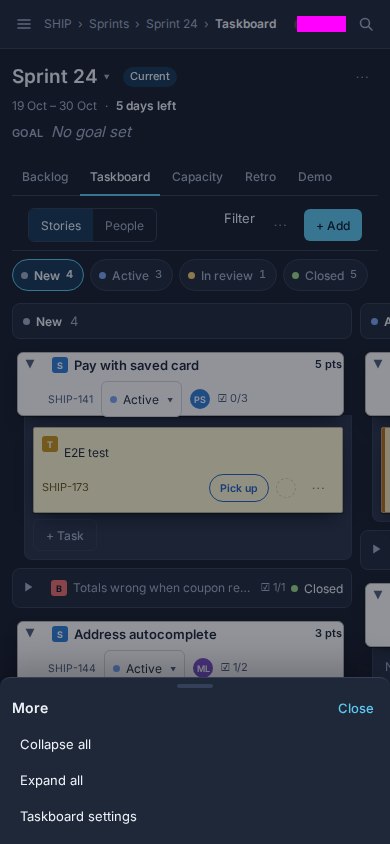 SHIP › Sprints › Sprint 24 › Taskboard
Sprint 24 ▾ Current ...
19 Oct – 30 Oct · 5 days left
GOAL No goal set
Backlog Taskboard Capacity Retro Demo
Stories People Filter ... + Add
New 4 Active 3 In review 1 Closed 5
New 4 A
S Pay with saved card 5 pts
SHIP-141 Active ▾ PS ☑ 0/3
T E2E test
SHIP-173 Pick up ...
+ Task
B Totals wrong when coupon re... ☑ 1/1 Closed
S Address autocomplete 3 pts
SHIP-144 Active ▾ ML ☑ 1/2
More Close
Collapse all
Expand all
Taskboard settings